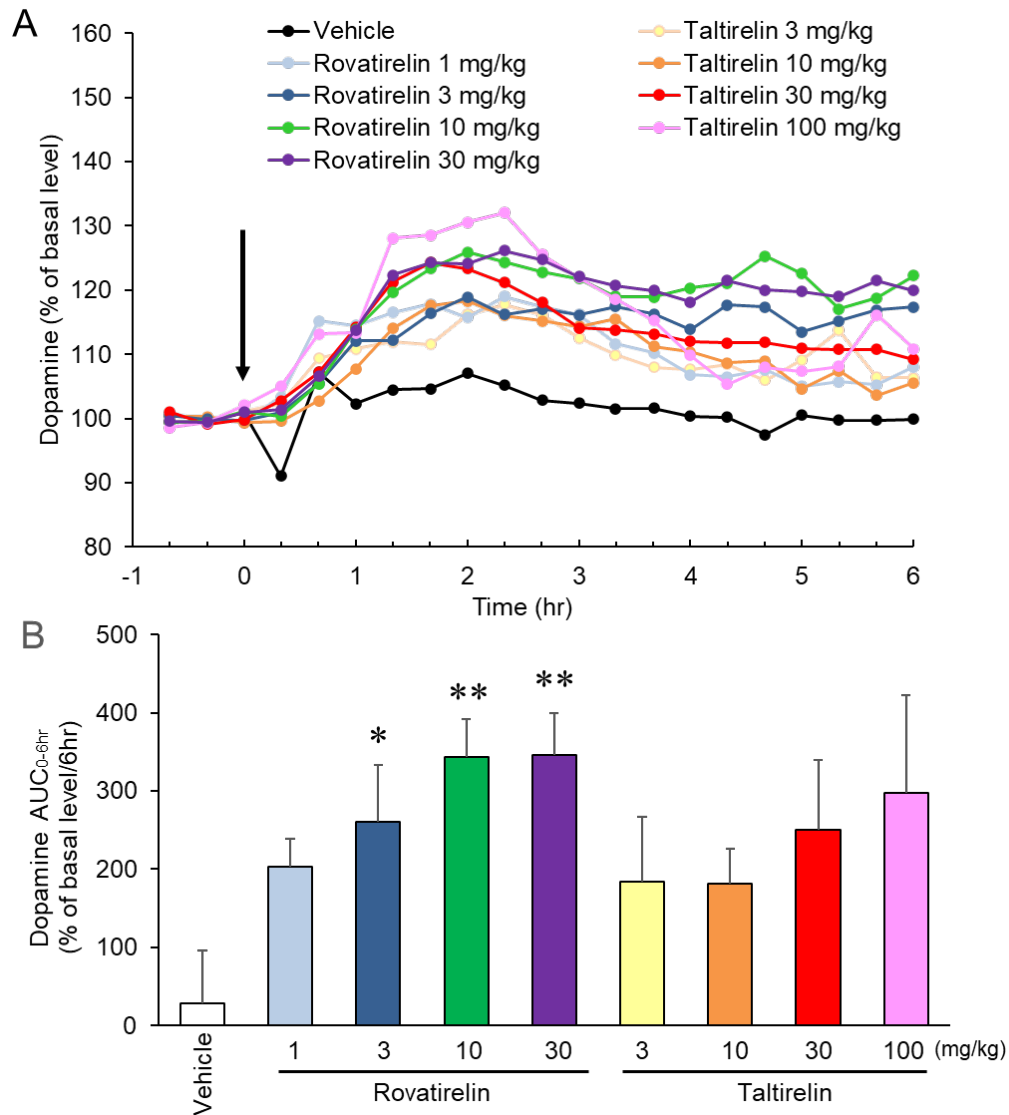 A
160
150
140
130
120
110
100
90
80
Dopamine (% of basal level)
Vehicle
Rovatirelin 1 mg/kg
Rovatirelin 3 mg/kg
Rovatirelin 10 mg/kg
Rovatirelin 30 mg/kg
Taltirelin 3 mg/kg
Taltirelin 10 mg/kg
Taltirelin 30 mg/kg
Taltirelin 100 mg/kg
-1 0 1 2 3 4 5 6
Time (hr)
B
500
400
300
200
100
0
Dopamine AUC0-6hr
(% of basal level/6hr)
* ** **
Vehicle
1 3 10 30 3 10 30 100 (mg/kg)
Rovatirelin Taltirelin